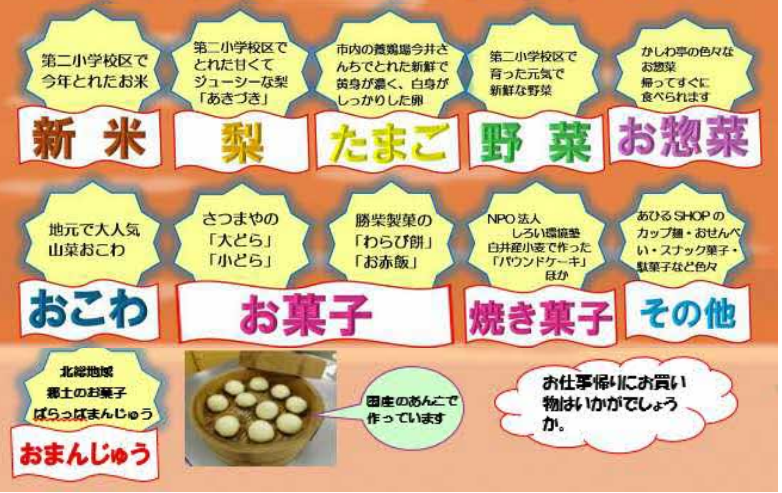 第二小学校区で
今年とれたお米
新米
第二小学校区で
とれた甘くて
ジューシーな梨
「あきづき」
梨
市内の養鶏場今井さ
んちでとれた新鮮で
黄身が濃く、白身が
しっかりした卵
たまご
第二小学校区で
育った元気で
新鮮な野菜
野菜
かしわ亭の色々な
お惣菜
帰ってすぐに
食べられます
お惣菜
地元で大人気
山菜おこわ
おこわ
さつまやの
「大どら」
「小どら」
勝柴製菓の
「わらび餅」
「お赤飯」
お菓子
NPO法人
しろい環境塾
白井産小麦で作った
「パウンドケーキ」
ほか
焼き菓子
あひるSHOPの
カップ麺・おせんべ
い・スナック菓子・
駄菓子など色々
その他
北総地域
郷土のお菓子
ばらっぱまんじゅう
おまんじゅう
国産のあんこで
作っています
お仕事帰りにお買い
物はいかがでしょう
か。